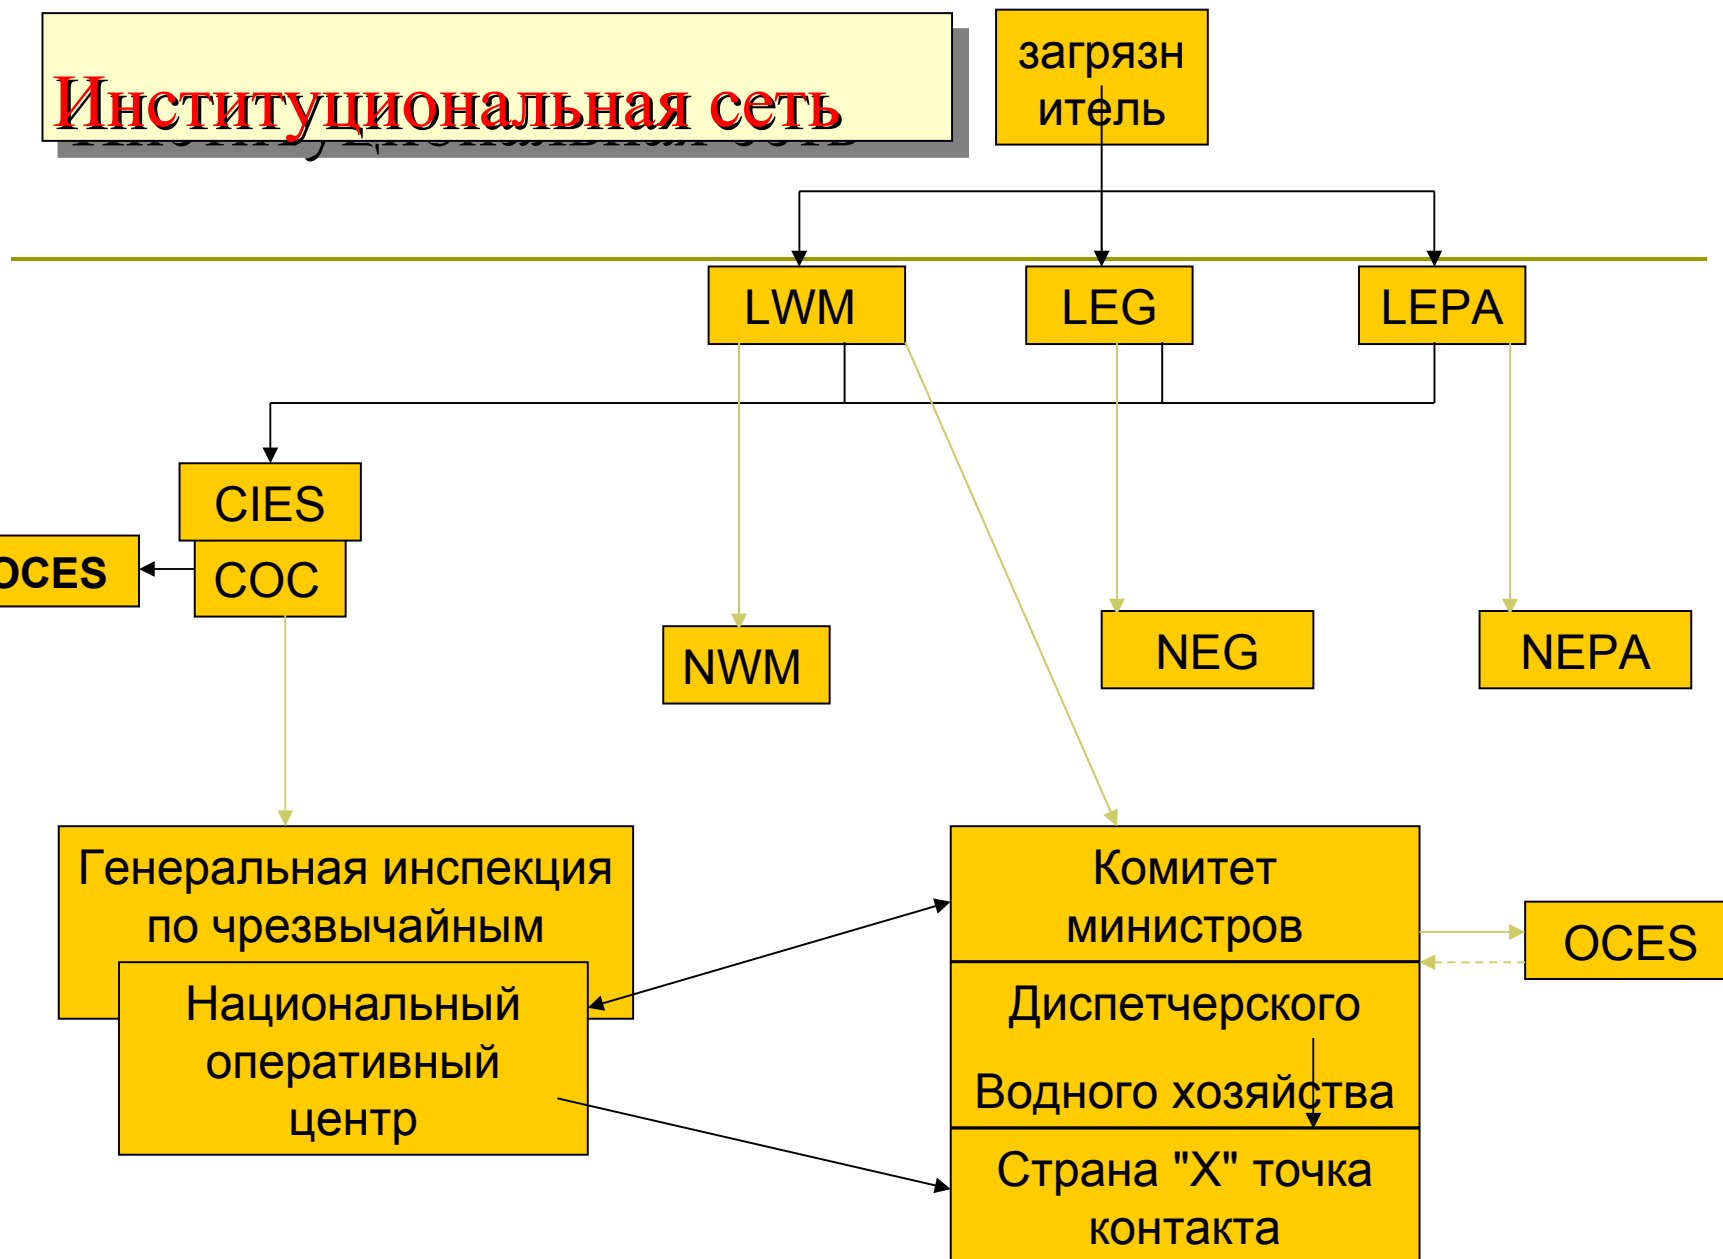 Институциональная сеть
загрязн
итель
LWM
LEG
LEPA
CIES
OCES
COC
NWM
NEG
NEPA
Генеральная инспекция
по чрезвычайным
Национальный
оперативный
центр
Комитет
министров
Диспетчерского
Водного хозяйства
Страна "X" точка
контакта
OCES